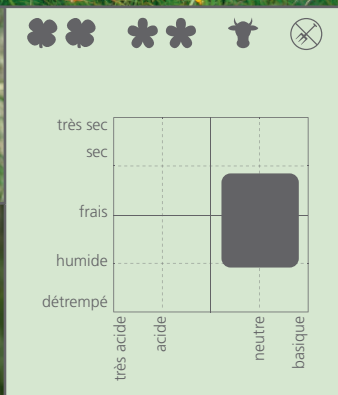 très sec
sec
frais
humide
détrempé
très acide
acide
neutre
basique